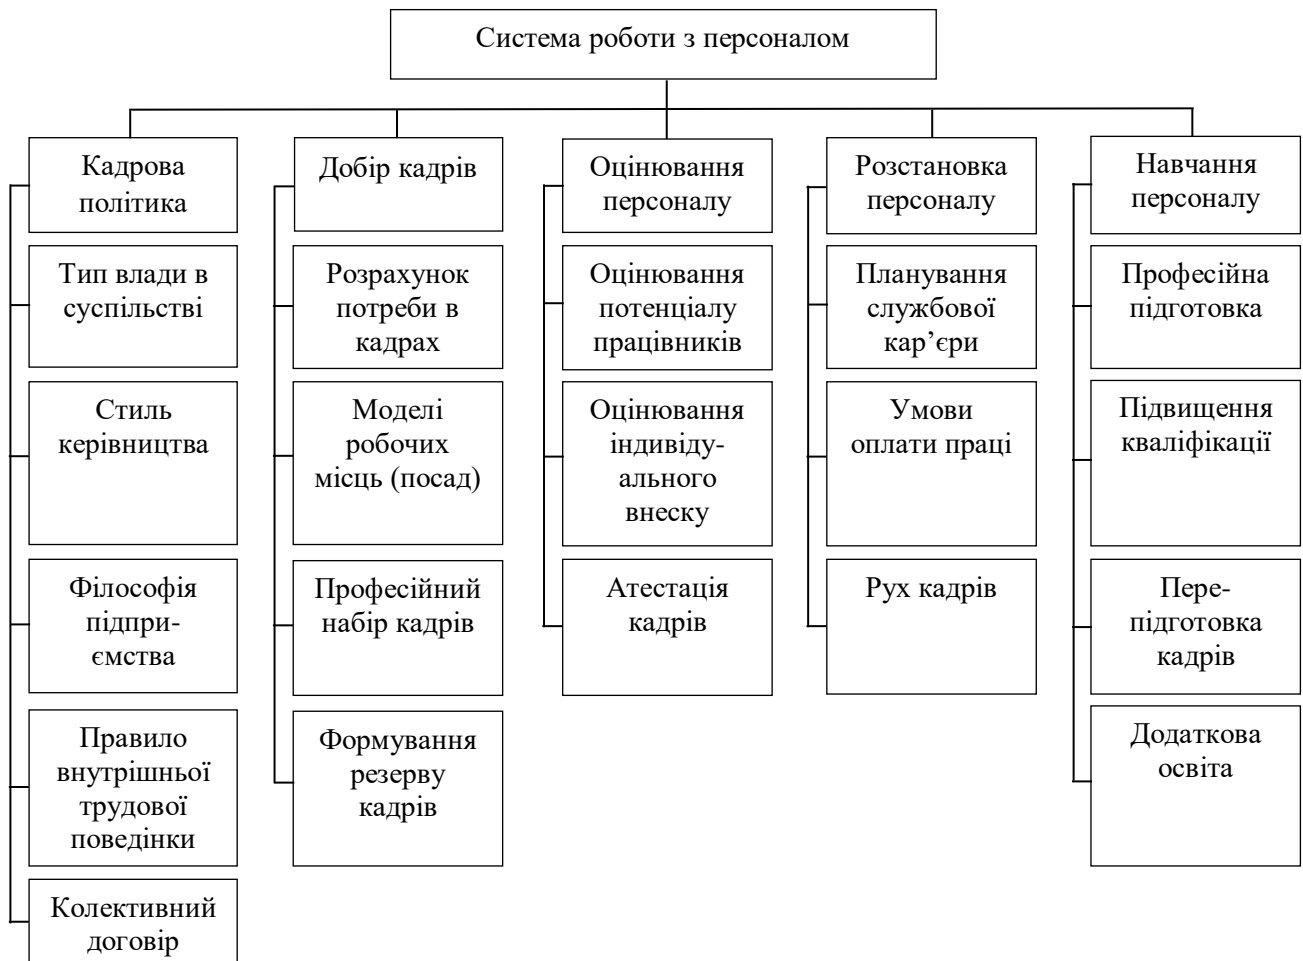 Система роботи з персоналом
Кадрова
політика
Тип влади в
суспільстві
Стиль
керівництва
Філософія
підпри-
ємства
Правило
внутрішньої
трудової
поведінки
Колективний
договір
Добір кадрів
Розрахунок
потреби в
кадрах
Моделі
робочих
місць (посад)
Професійний
набір кадрів
Формування
резерву
кадрів
Оцінювання
персоналу
Оцінювання
потенціалу
працівників
Оцінювання
індивіду-
ального
внеску
Атестація
кадрів
Розстановка
персоналу
Планування
службової
кар’єри
Умови
оплати праці
Рух кадрів
Навчання
персоналу
Професійна
підготовка
Підвищення
кваліфікації
Пере-
підготовка
кадрів
Додаткова
освіта